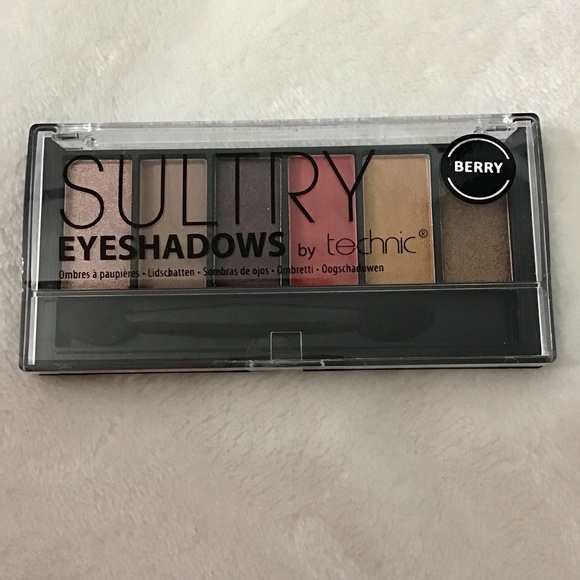 SULTRY
BERRY
EYESHADOWS by technic®
Ombres à paupières • Lidschatten • Sombras de ojos • Ombretti • Oogschaduwen